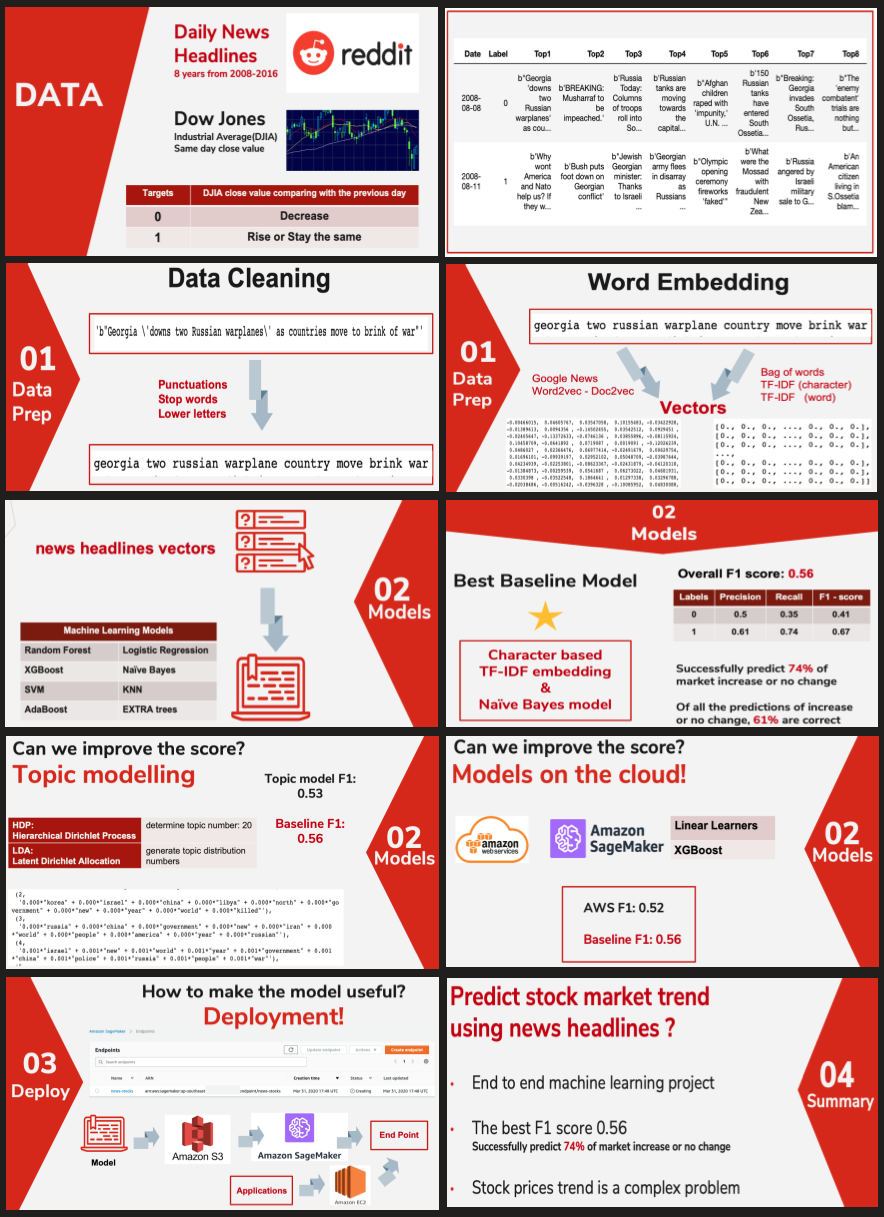 DATA
Daily News
Headlines
8 years from 2008-2016
reddit
Dow Jones
Industrial Average(DJIA)
Same day close value
Targets DJIA close value comparing with the previous day
0 Decrease
1 Rise or Stay the same
Date Label Top1 Top2 Top3 Top4 Top5 Top6 Top7 Top8
2008-08-08 0 b"Georgia 'downs two Russian warplanes' as cou... b'BREAKING: Musharraf to be impeached.' b'Russia Today: Columns of troops roll into So... b'Russian tanks are moving towards the capital... b"Afghan children raped with 'impunity,' U.N. ... b'150 Russian tanks have entered South Ossetia... b"Breaking: Georgia invades South Ossetia, Rus... b"The 'enemy combatent' trials are nothing but...
2008-08-11 1 b'Why wont America and Nato help us? If they w... b'Bush puts foot down on Georgian conflict' b"Jewish Georgian minister: Thanks to Israeli ... b'Georgian army flees in disarray as Russians ... b"Olympic opening ceremony fireworks 'faked'" b'What were the Mossad with fraudulent New Zea... b'Russia angered by Israeli military sale to G... b'An American citizen living in S.Ossetia blam...
01
Data
Prep
Data Cleaning
'b"Georgia \'downs two Russian warplanes\' as countries move to brink of war"'
Punctuations
Stop words
Lower letters
georgia two russian warplane country move brink war
01
Data
Prep
Word Embedding
georgia two russian warplane country move brink war
Google News
Word2vec - Doc2vec
Bag of words
TF-IDF (character)
TF-IDF (word)
Vectors
[0., 0., 0., ..., 0., 0., 0.],
[0., 0., 0., ..., 0., 0., 0.],
...,
[0., 0., 0., ..., 0., 0., 0.],
[0., 0., 0., ..., 0., 0., 0.],
[0., 0., 0., ..., 0., 0., 0.]]
news headlines vectors
02
Models
Machine Learning Models
Random Forest Logistic Regression
XGBoost Naïve Bayes
SVM KNN
AdaBoost EXTRA trees
02
Models
Best Baseline Model
Character based
TF-IDF embedding
&
Naïve Bayes model
Overall F1 score: 0.56
Labels Precision Recall F1 - score
0 0.5 0.35 0.41
1 0.61 0.74 0.67
Successfully predict 74% of
market increase or no change
Of all the predictions of increase
or no change, 61% are correct
Can we improve the score?
Topic modelling
Topic model F1:
0.53
Baseline F1:
0.56
02
Models
HDP:
Hierarchical Dirichlet Process
determine topic number: 20
LDA:
Latent Dirichlet Allocation
generate topic distribution
numbers
(2,
'0.000*"korea" + 0.000*"israel" + 0.000*"china" + 0.000*"libya" + 0.000*"north" + 0.000*"go
vernment" + 0.000*"new" + 0.000*"year" + 0.000*"world" + 0.000*"killed"'),
(3,
'0.000*"russia" + 0.000*"china" + 0.000*"government" + 0.000*"new" + 0.000*"iran" + 0.000
*"world" + 0.000*"people" + 0.000*"america" + 0.000*"year" + 0.000*"russian"'),
(4,
'0.001*"israel" + 0.001*"new" + 0.001*"world" + 0.001*"year" + 0.001*"government" + 0.001
*"china" + 0.001*"police" + 0.001*"russia" + 0.001*"people" + 0.001*"war"'),
Can we improve the score?
Models on the cloud!
amazon
webservices
Amazon
SageMaker
Linear Learners
XGBoost
02
Models
AWS F1: 0.52
Baseline F1: 0.56
03
Deploy
How to make the model useful?
Deployment!
Amazon SageMaker > Endpoints
Endpoints
Update endpoint Actions Create endpoint
Search endpoints
1
Name ARN Creation time Status Last updated
news-stocks arn:aws:sagemaker:ap-southeast endpoint/news-stocks Mar 31, 2020 17:48 UTC Creating Mar 31, 2020 17:48 UTC
Model
Amazon S3
Amazon SageMaker
End Point
Applications
Amazon EC2
Predict stock market trend
using news headlines ?
• End to end machine learning project
• The best F1 score 0.56
Successfully predict 74% of market increase or no change
• Stock prices trend is a complex problem
04
Summary